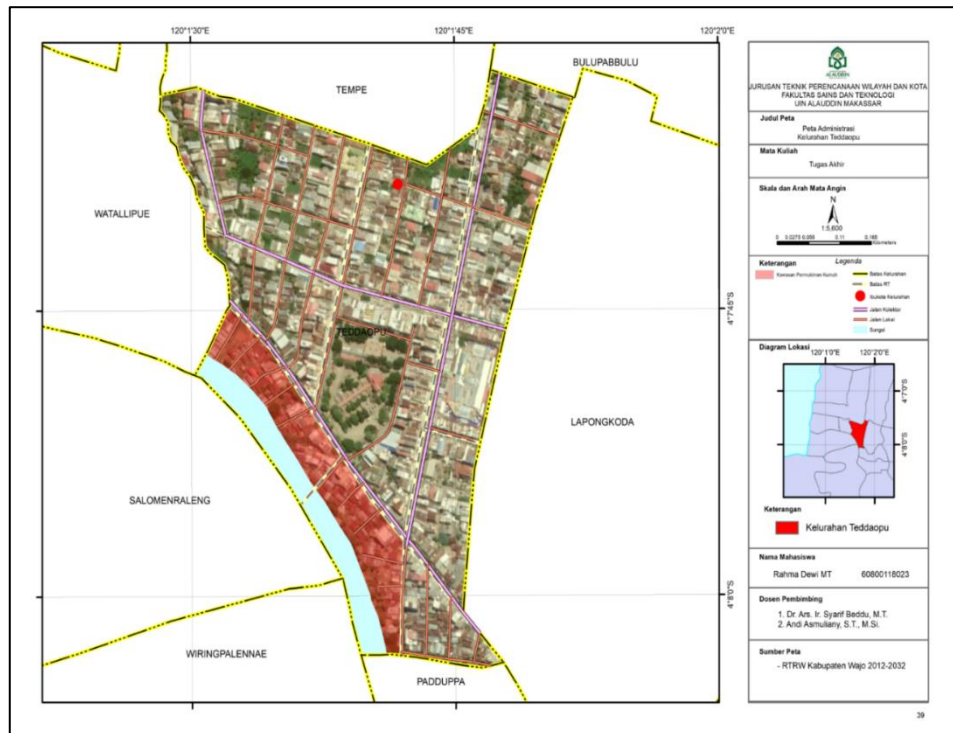 120°1'30"E 120°1'45"E 120°2'0"E
BULUPABBULU
TEMPE
WATALLIPUE
TEDDAOPU
LAPONGKODA
SALOMENRALENG
WIRINGPALENNAE
PADDUPPA
4°7'45"S
4°8'0"S
ALAUDDIN
JURUSAN TEKNIK PERENCANAAN WILAYAH DAN KOTA
FAKULTAS SAINS DAN TEKNOLOGI
UIN ALAUDDIN MAKASSAR
Judul Peta
Peta Administrasi
Kelurahan Teddaopu
Mata Kuliah
Tugas Akhir
Skala dan Arah Mata Angin
N
1:5,600
Kilometers
Keterangan
Legenda
Kawasan Permukiman Kumuh
Batas Kelurahan
Batas RT
Ibukota Kelurahan
Jalan Kolektor
Jalan Lokal
Sungai
Diagram Lokasi
120°1'0"E 120°2'0"E
4°7'0"S
4°8'0"S
Keterangan
Kelurahan Teddaopu
Nama Mahasiswa
Rahma Dewi MT 60800118023
Dosen Pembimbing
1. Dr. Ars. Ir. Syarif Beddu, M.T.
2. Andi Asmuliany, S.T., M.Si.
Sumber Peta
- RTRW Kabupaten Wajo 2012-2032
39